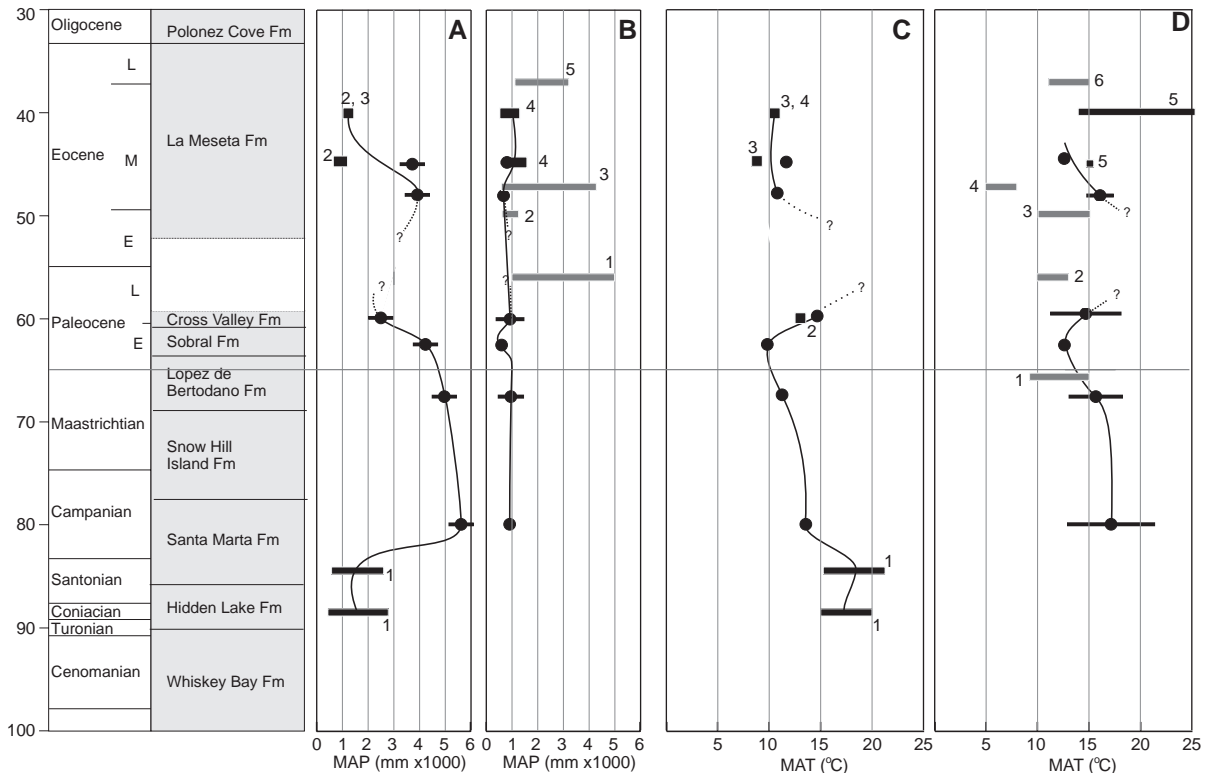 30
40
50
60
70
80
90
100
Oligocene
Eocene
L
M
E
Paleocene
L
E
Maastrichtian
Campanian
Santonian
Coniacian
Turonian
Cenomanian
Polonez Cove Fm
La Meseta Fm
Cross Valley Fm
Sobral Fm
Lopez de
Bertodano Fm
Snow Hill
Island Fm
Santa Marta Fm
Hidden Lake Fm
Whiskey Bay Fm
A
2, 3
2
?
?
1
1
0 1 2 3 4 5 6
MAP (mm x1000)
B
5
4
4
3
2
?
1
?
0 1 2 3 4 5 6
MAP (mm x1000)
C
3, 4
3
?
?
2
1
1
5 10 15 20 25
MAT (°C)
D
6
5
5
4
3
?
2
?
1
5 10 15 20 25
MAT (°C)